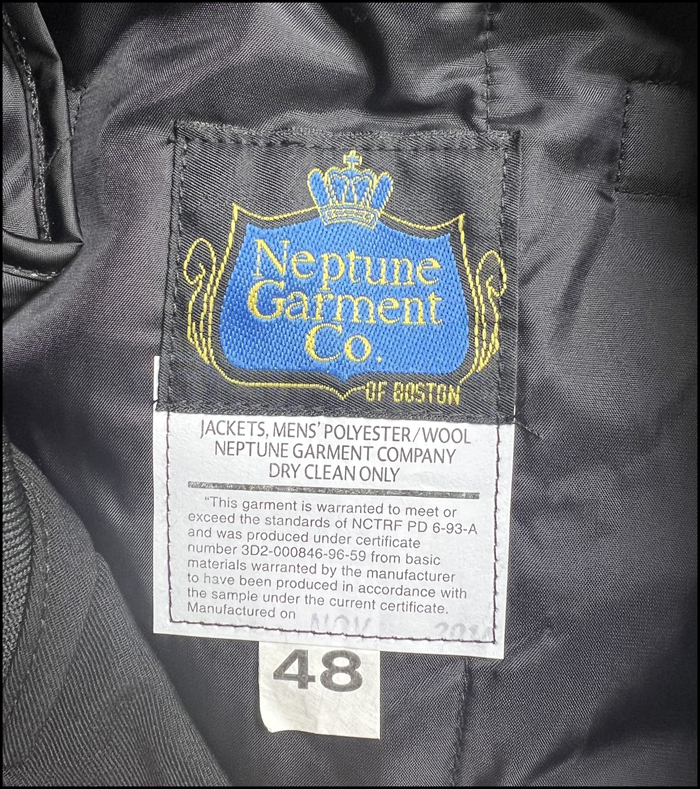 Neptune
Garment
Co.
OF BOSTON
JACKETS, MENS' POLYESTER/WOOL
NEPTUNE GARMENT COMPANY
DRY CLEAN ONLY
"This garment is warranted to meet or
exceed the standards of NCTRF PD 6-93-A
and was produced under certificate
number 3D2-000846-96-59 from basic
materials warranted by the manufacturer
to have been produced in accordance with
the sample under the current certificate.
Manufactured on
NOV
48